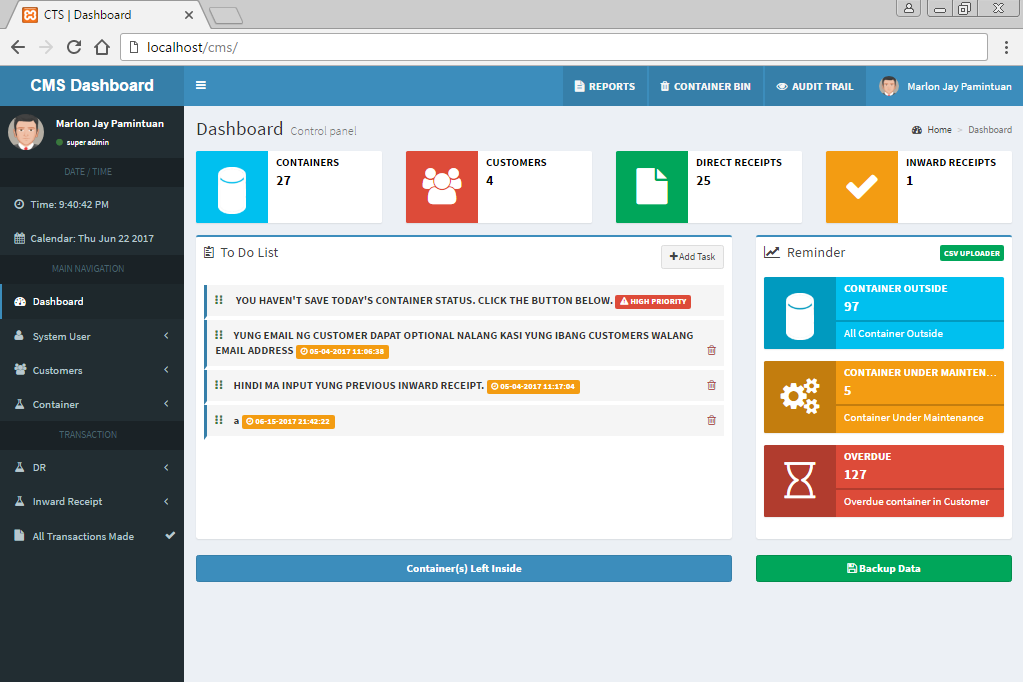 CTS | Dashboard
localhost/cms/
CMS Dashboard
REPORTS
CONTAINER BIN
AUDIT TRAIL
Marlon Jay Pamintuan
Marlon Jay Pamintuan
super admin
DATE / TIME
Time: 9:40:42 PM
Calendar: Thu Jun 22 2017
MAIN NAVIGATION
Dashboard
System User
Customers
Container
TRANSACTION
DR
Inward Receipt
All Transactions Made
Dashboard Control panel
Home > Dashboard
CONTAINERS
27
CUSTOMERS
4
DIRECT RECEIPTS
25
INWARD RECEIPTS
1
To Do List
Add Task
YOU HAVEN'T SAVE TODAY'S CONTAINER STATUS. CLICK THE BUTTON BELOW. HIGH PRIORITY
YUNG EMAIL NG CUSTOMER DAPAT OPTIONAL NALANG KASI YUNG IBANG CUSTOMERS WALANG
EMAIL ADDRESS 05-04-2017 11:06:38
HINDI MA INPUT YUNG PREVIOUS INWARD RECEIPT. 05-04-2017 11:17:04
a 06-15-2017 21:42:22
Reminder
CSV UPLOADER
CONTAINER OUTSIDE
97
All Container Outside
CONTAINER UNDER MAINTEN...
5
Container Under Maintenance
OVERDUE
127
Overdue container in Customer
Container(s) Left Inside
Backup Data